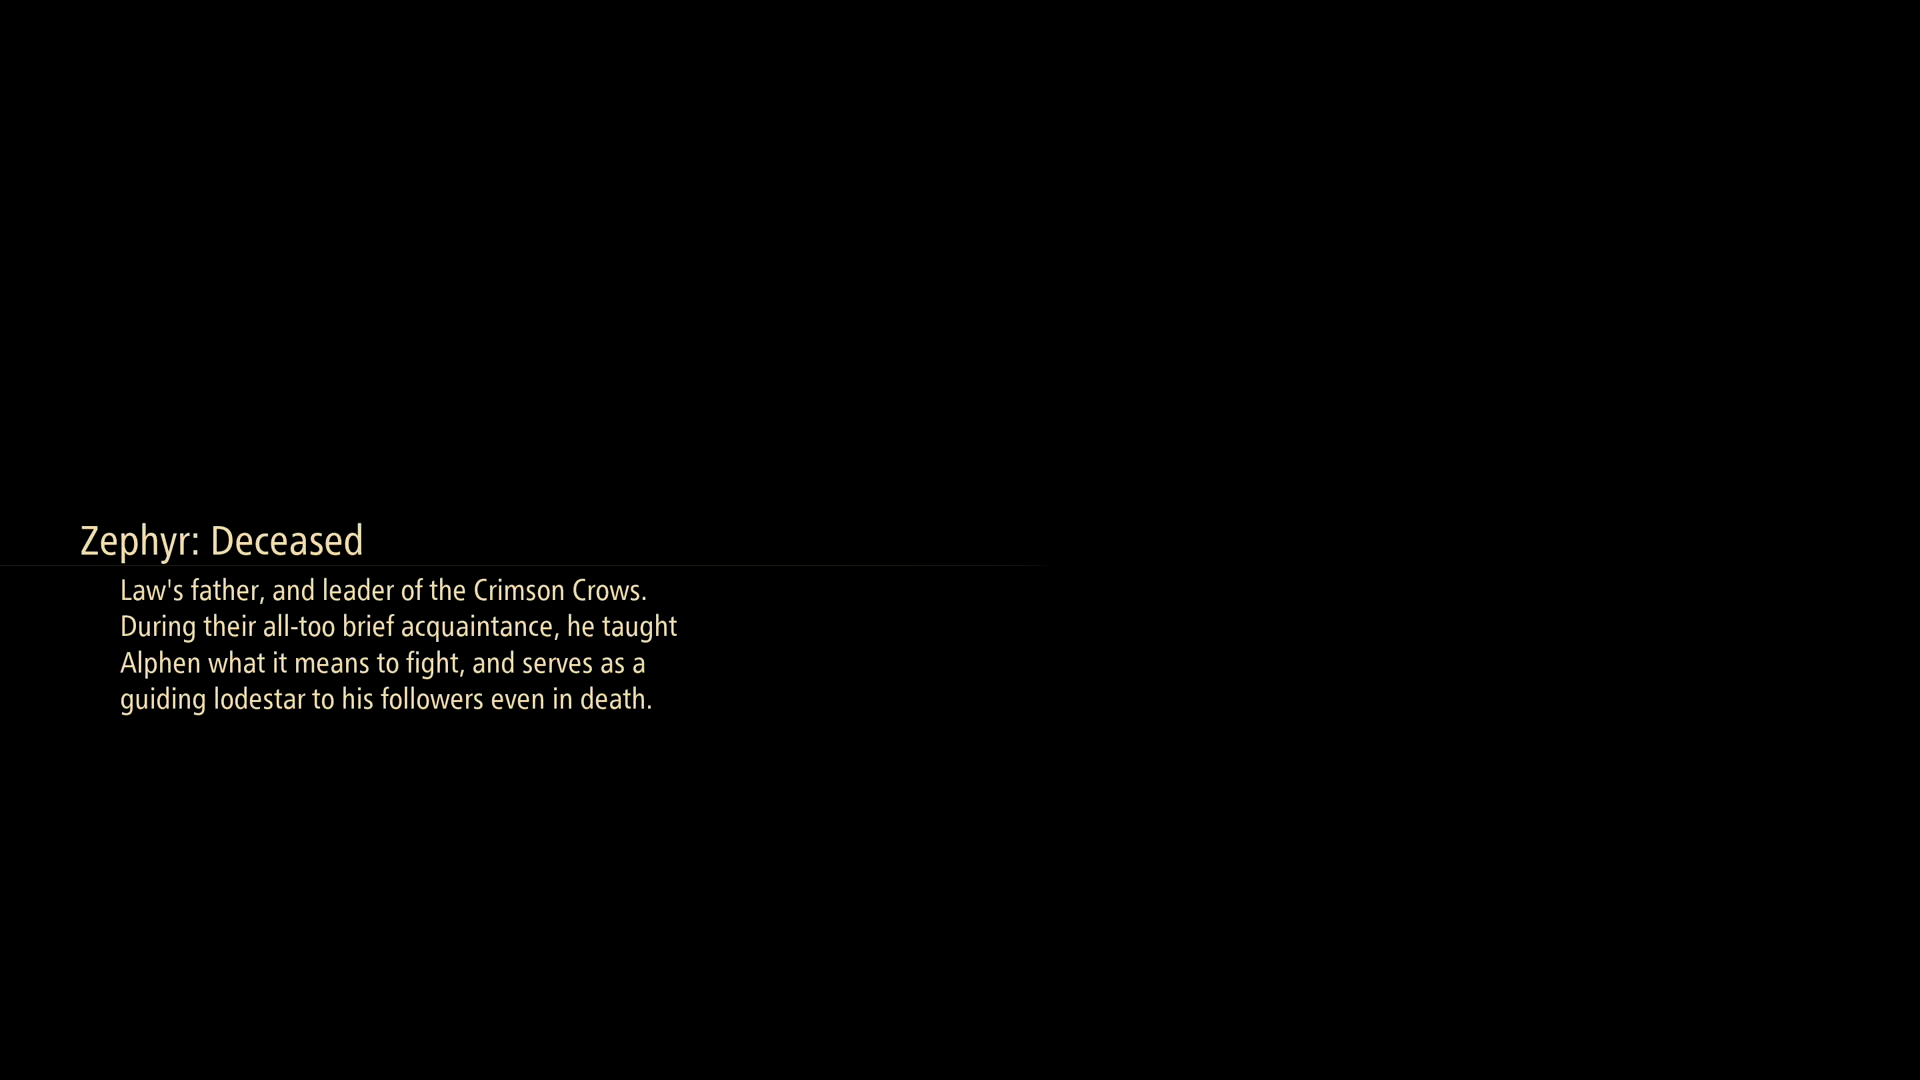 Zephyr: Deceased
Law's father, and leader of the Crimson Crows.
During their all-too brief acquaintance, he taught
Alphen what it means to fight, and serves as a
guiding lodestar to his followers even in death.